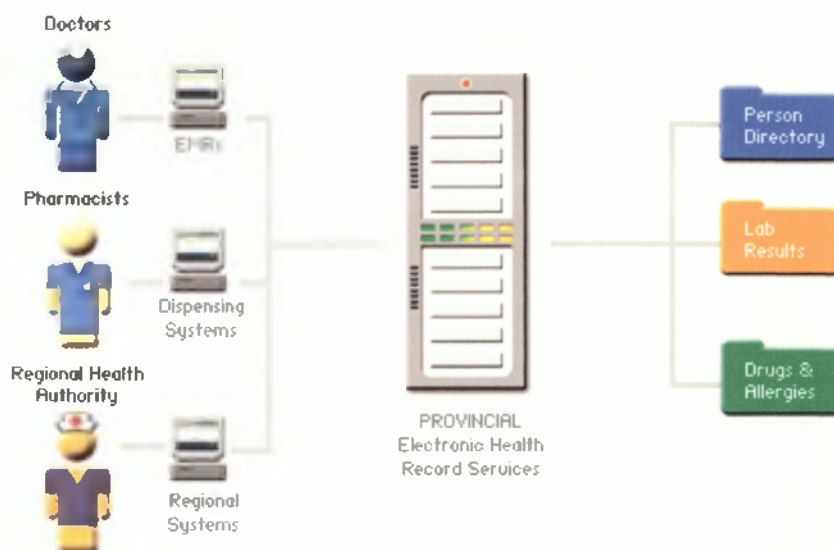 Doctors
EMRs
Pharmacists
Dispensing
Systems
Regional Health
Authority
Regional
Systems
PROVINCIAL
Electronic Health
Record Services
Person
Directory
Lab
Results
Drugs &
Allergies